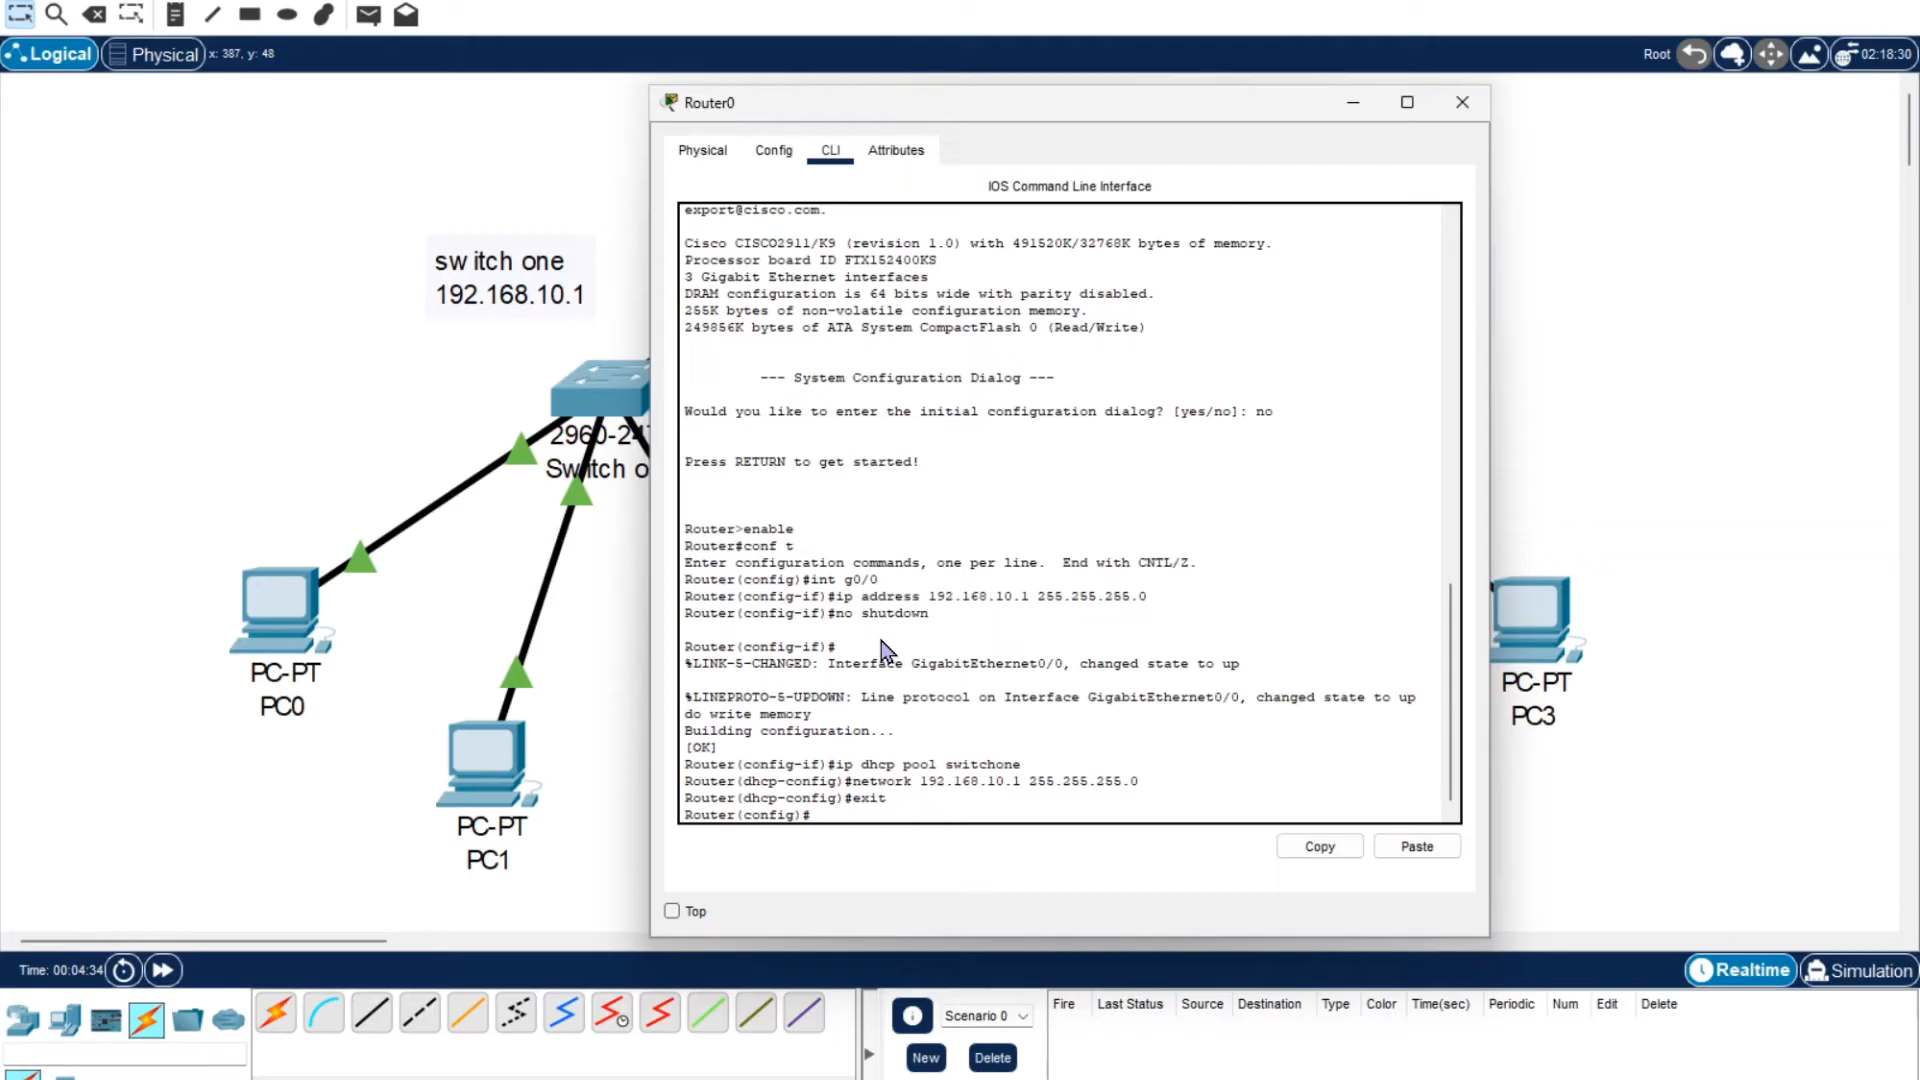 Logical
Physical
x: 387, y: 48
Root
02:18:30
Router0
Physical
Config
CLI
Attributes
IOS Command Line Interface
export@cisco.com.
Cisco CISCO2911/K9 (revision 1.0) with 491520K/32768K bytes of memory.
Processor board ID FTX152400KS
3 Gigabit Ethernet interfaces
DRAM configuration is 64 bits wide with parity disabled.
255K bytes of non-volatile configuration memory.
249856K bytes of ATA System CompactFlash 0 (Read/Write)
--- System Configuration Dialog ---
Would you like to enter the initial configuration dialog? [yes/no]: no
Press RETURN to get started!
Router>enable
Router#conf t
Enter configuration commands, one per line. End with CNTL/Z.
Router(config)#int g0/0
Router(config-if)#ip address 192.168.10.1 255.255.255.0
Router(config-if)#no shutdown
Router(config-if)#
%LINK-5-CHANGED: Interface GigabitEthernet0/0, changed state to up
%LINEPROTO-5-UPDOWN: Line protocol on Interface GigabitEthernet0/0, changed state to up
do write memory
Building configuration...
[OK]
Router(config-if)#ip dhcp pool switchone
Router(dhcp-config)#network 192.168.10.1 255.255.255.0
Router(dhcp-config)#exit
Router(config)#
Copy
Paste
Top
switch one
192.168.10.1
2960-24
Switch o
PC-PT
PC0
PC-PT
PC1
PC-PT
PC3
Time: 00:04:34
Realtime
Simulation
Scenario 0
New
Delete
Fire
Last Status
Source
Destination
Type
Color
Time(sec)
Periodic
Num
Edit
Delete